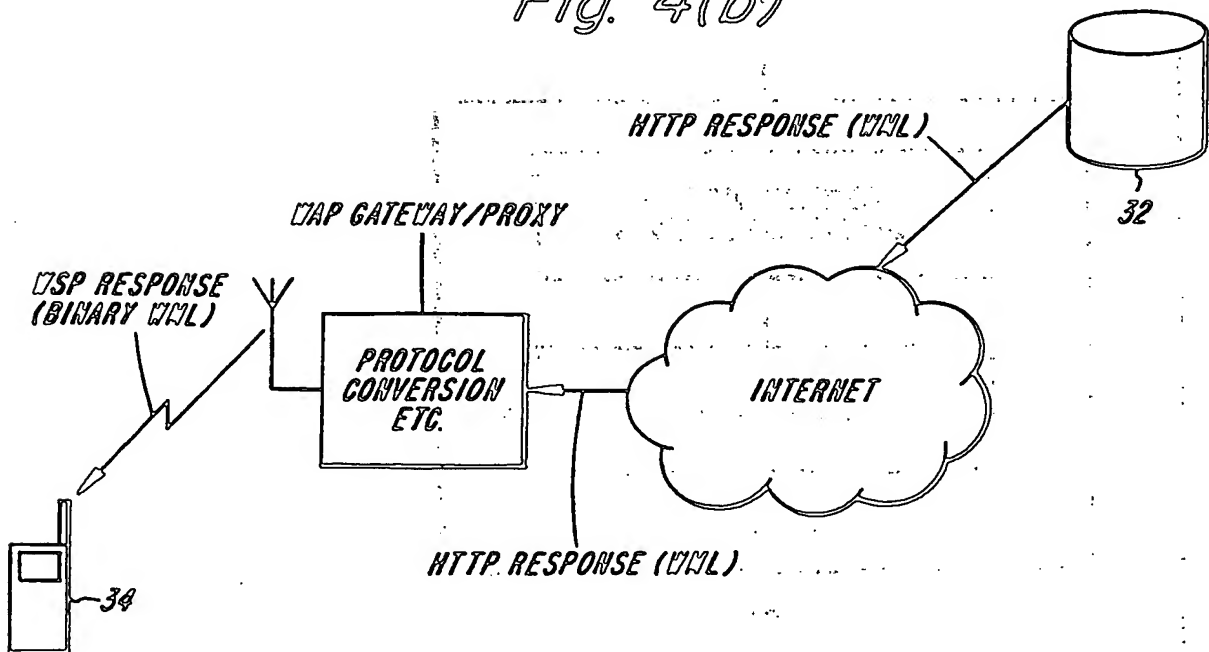 Fig. 4(b)
HTTP RESPONSE (WML)
32
WAP GATEWAY/PROXY
WSP RESPONSE
(BINARY WML)
PROTOCOL
CONVERSION
ETC.
INTERNET
HTTP RESPONSE (WML)
34